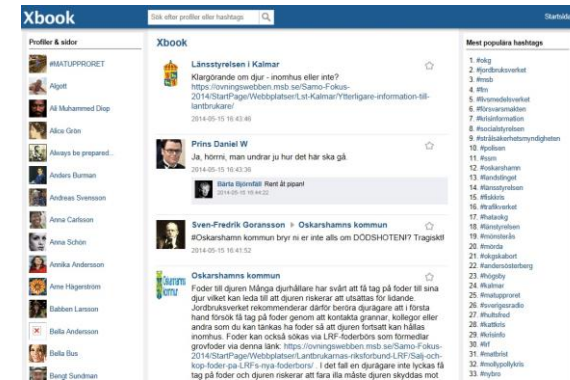 Xbook
Sök efter profiler eller hashtags
Startsida
Profiler & sidor
#MATUPPRORET
Algott
Ali Muhammed Diop
Alice Grön
Always be prepared..
Anders Burman
Andreas Svensson
Anna Carlsson
Anna Schön
Annika Andersson
Arne Hägerström
Babben Larsson
Bella Andersson
Bella Bus
Bengt Sundman
Xbook
Länsstyrelsen i Kalmar
Klargörande om djur - inomhus eller inte?
https://ovningswebben.msb.se/Samo-Fokus-
2014/StartPage/Webbplatser/Lst-Kalmar/Ytterligare-information-till-
lantbrukare/
2014-05-15 16:43:46
Prins Daniel W
Ja, hörrni, man undrar ju hur det här ska gå.
2014-05-15 16:43:36
Bärta Björnfäll Rent åt pipan!
2014-05-15 16:44:22
Sven-Fredrik Goransson Oskarshamns kommun
#Oskarshamn kommun bryr ni er inte alls om DÖDSHOTEN!? Tragiskt!
2014-05-15 16:41:52
Oskarshamns kommun
Foder till djuren Många djurhållare har svårt att få tag på foder till sina
djur vilket kan leda till att djuren riskerar att utsättas för lidande.
Jordbruksverket rekommenderar därför berörda djurägare att i första
hand försök få tag på foder genom att kontakta grannar, kollegor eller
andra som du kan tänkas ha foder så att djuren fortsatt kan hållas
inomhus. Foder kan också sökas via LRF-foderbörs som förmedlar
grovfoder via denna länk: https://ovningswebben.msb.se/Samo-Fokus-
2014/StartPage/Webbplatser/Lantbrukarnas-riksforbund-LRF/Salj-och-
kop-foder-pa-LRFs-nya-foderbors/ . I det fall en djurägare inte lyckas få
tag på foder och djuren riskerar att fara illa måste djuren skyddas mot
Mest populära hashtags
1. #okg
2. #jordbruksverket
3. #msb
4. #lrf
5. #livsmedelsverket
6. #försvarsmakten
7. #krisinformation
8. #socialstyrelsen
9. #strålsäkerhetsmyndigheten
10. #polisen
11. #ssm
12. #oskarshamn
13. #landstinget
14. #länsstyrelsen
15. #fiskkris
16. #trafikverket
17. #hataokg
18. #länstyrelsen
19. #mönsterås
20. #mörda
21. #okgskabort
22. #andersösterberg
23. #högsby
24. #kalmar
25. #matupproret
26. #sverigesradio
27. #hultsfred
28. #kattkris
29. #krisinfo
30. #lrf
31. #matbrist
32. #mollypollykris
33. #nybro